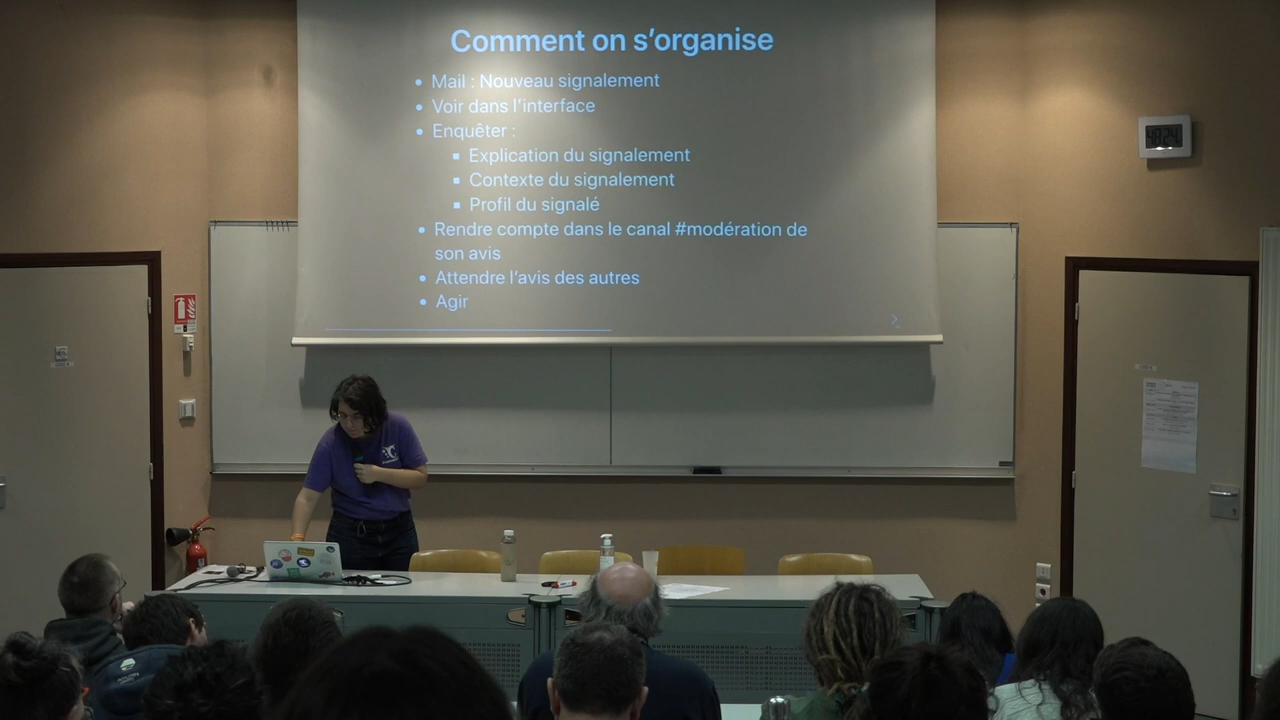 Comment on s'organise
• Mail : Nouveau signalement
• Voir dans l'interface
• Enquêter :
▪ Explication du signalement
▪ Contexte du signalement
▪ Profil du signalé
• Rendre compte dans le canal #modération de
son avis
• Attendre l'avis des autres
• Agir